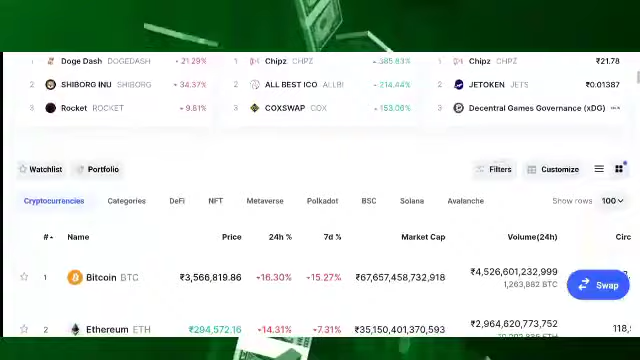 Doge Dash DOGEDASH 21.29% 1 Chipz CHPZ 385.83% 1 Chipz CHPZ ₹21.78
2 SHIBORG INU SHIBORG 34.37% 2 ALL BEST ICO ALLBI 214.44% 2 JETOKEN JETS ₹0.01387
3 Rocket ROCKET 9.81% 3 COXSWAP COX 153.06% 3 Decentral Games Governance (xDG)
Watchlist Portfolio Filters Customize
Cryptocurrencies Categories DeFi NFT Metaverse Polkadot BSC Solana Avalanche Show rows 100
# Name Price 24h % 7d % Market Cap Volume(24h) Circ
1 Bitcoin BTC ₹3,566,819.86 16.30% 15.27% ₹67,657,458,732,918 ₹4,526,601,232,999
1,263,882 BTC
Swap
2 Ethereum ETH ₹294,572.16 14.31% 7.31% ₹35,150,401,370,593 ₹2,964,620,773,752 118,